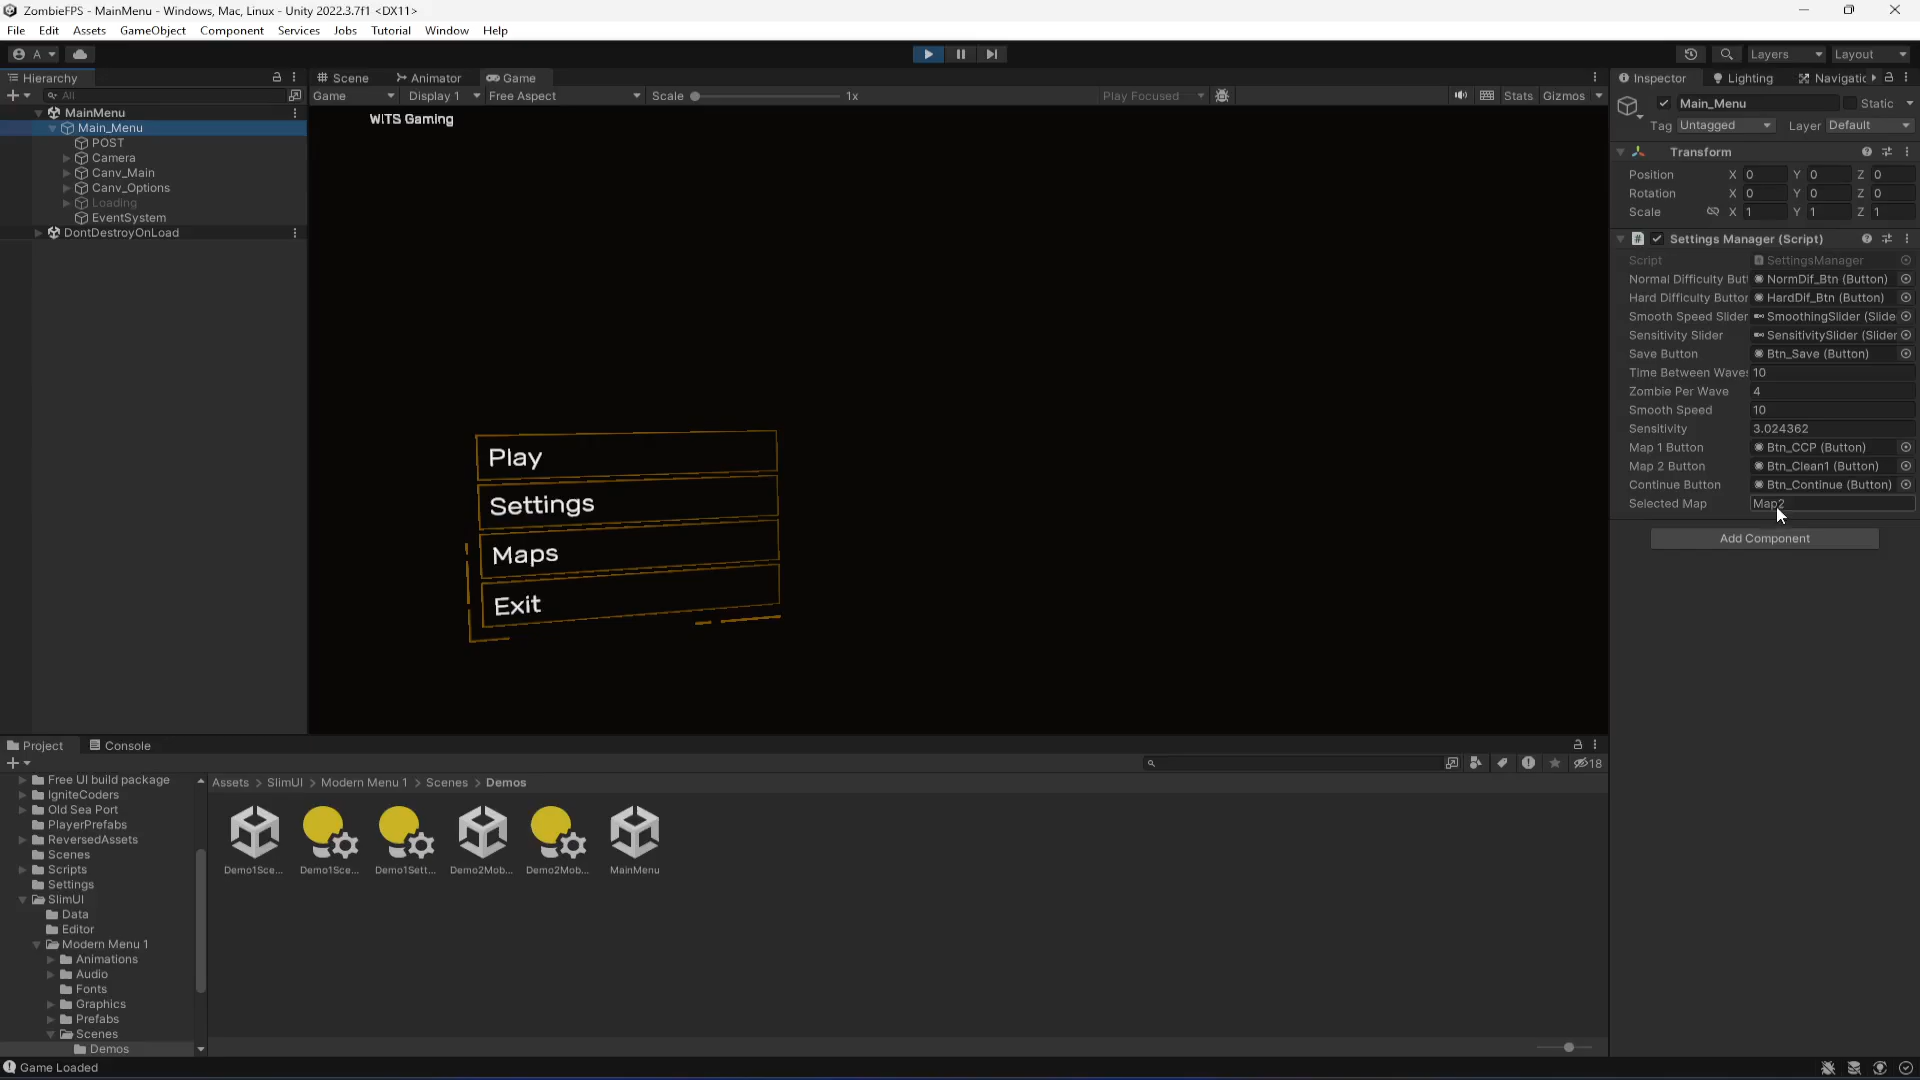 ZombieFPS - MainMenu - Windows, Mac, Linux - Unity 2022.3.7f1 <DX11>
File Edit Assets GameObject Component Services Jobs Tutorial Window Help
A Layers Layout
Hierarchy
All
MainMenu
Main_Menu
POST
Camera
Canv_Main
Canv_Options
Loading
EventSystem
DontDestroyOnLoad
Scene Animator Game
Game Display 1 Free Aspect Scale 1x Play Focused Stats Gizmos
WITS Gaming
Play
Settings
Maps
Exit
Inspector Lighting Navigatic
Main_Menu Static
Tag Untagged Layer Default
Transform
Position X 0 Y 0 Z 0
Rotation X 0 Y 0 Z 0
Scale X 1 Y 1 Z 1
# Settings Manager (Script)
Script SettingsManager
Normal Difficulty But NormDif_Btn (Button)
Hard Difficulty Button HardDif_Btn (Button)
Smooth Speed Slider SmoothingSlider (Slide
Sensitivity Slider SensitivitySlider (Slider
Save Button Btn_Save (Button)
Time Between Waves 10
Zombie Per Wave 4
Smooth Speed 10
Sensitivity 3.024362
Map 1 Button Btn_CCP (Button)
Map 2 Button Btn_Clean1 (Button)
Continue Button Btn_Continue (Button)
Selected Map Map2
Add Component
Project Console
18
Free UI build package
IgniteCoders
Old Sea Port
PlayerPrefabs
ReversedAssets
Scenes
Scripts
Settings
SlimUI
Data
Editor
Modern Menu 1
Animations
Audio
Fonts
Graphics
Prefabs
Scenes
Demos
Assets > SlimUI > Modern Menu 1 > Scenes > Demos
Demo1Sce... Demo1Sce... Demo1Sett... Demo2Mob... Demo2Mob... MainMenu
Game Loaded